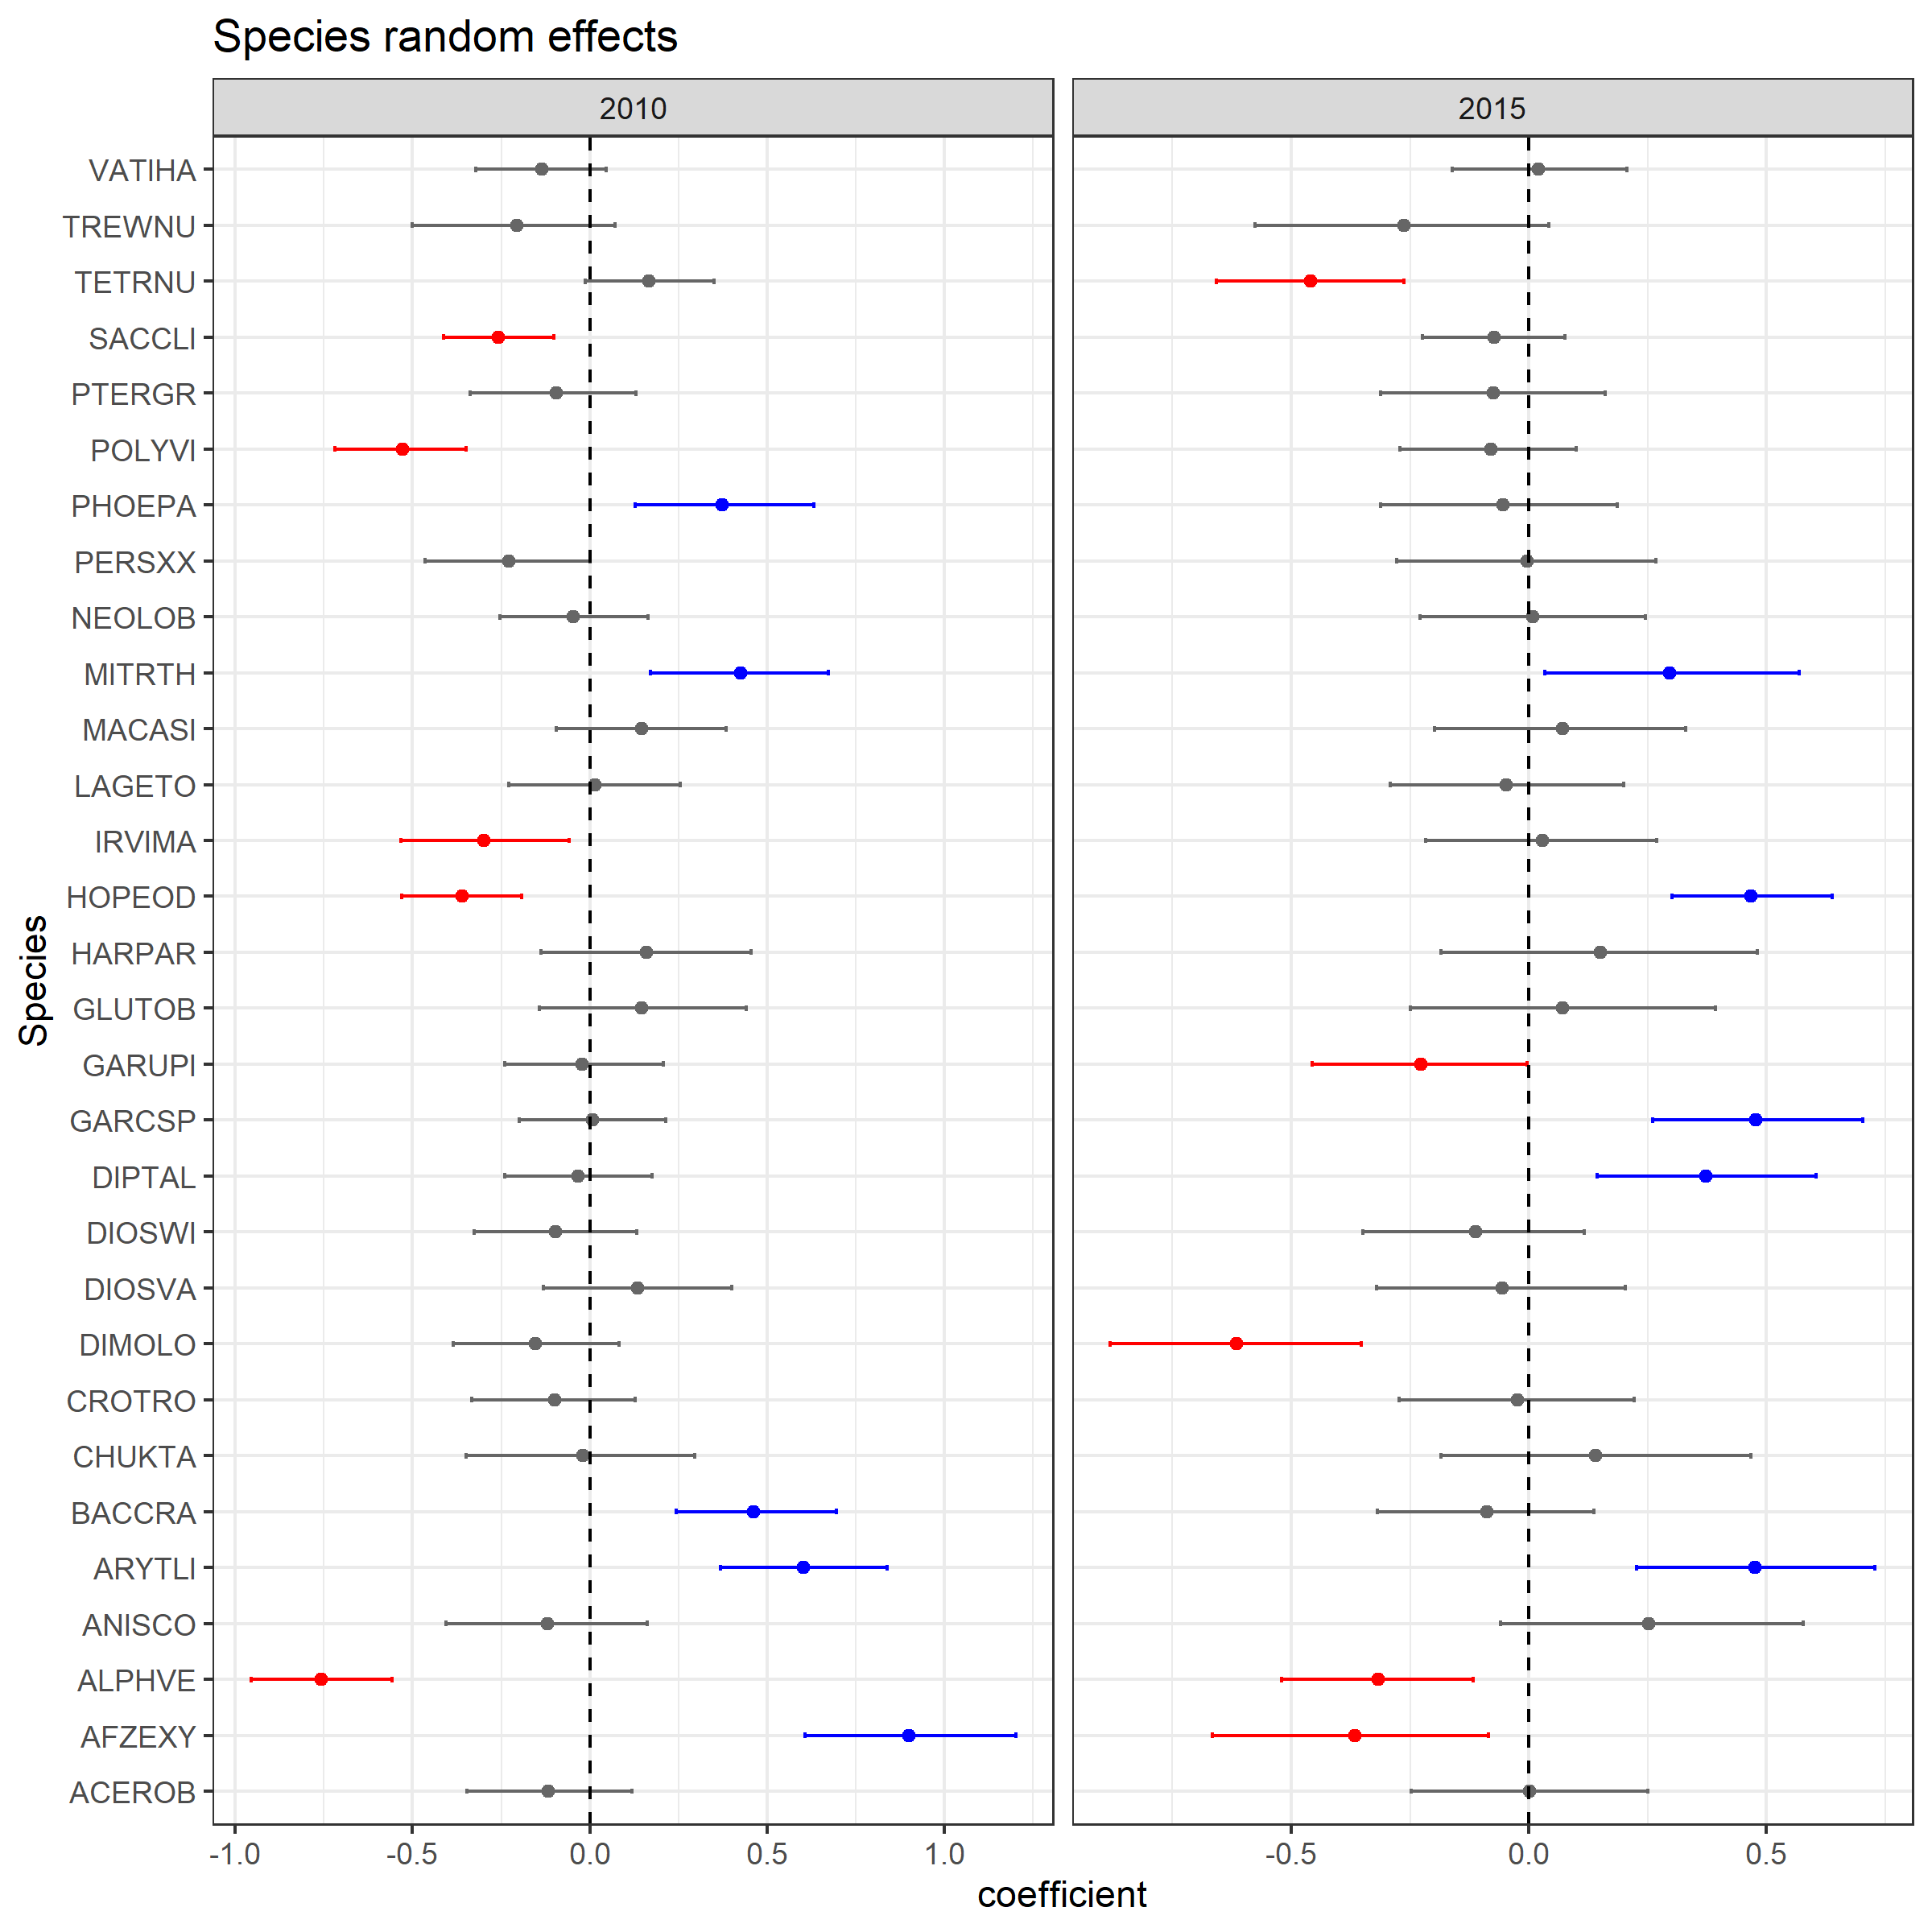 Species random effects
2010
2015
VATIHA
TREWNU
TETRNU
SACCLI
PTERGR
POLYVI
PHOEPA
PERSXX
NEOLOB
MITRTH
MACASI
LAGETO
IRVIMA
HOPEOD
HARPAR
GLUTOB
GARUPI
GARCSP
DIPTAL
DIOSWI
DIOSVA
DIMOLO
CROTRO
CHUKTA
BACCRA
ARYTLI
ANISCO
ALPHVE
AFZEXY
ACEROB
Species
-1.0 -0.5 0.0 0.5 1.0
-0.5 0.0 0.5
coefficient